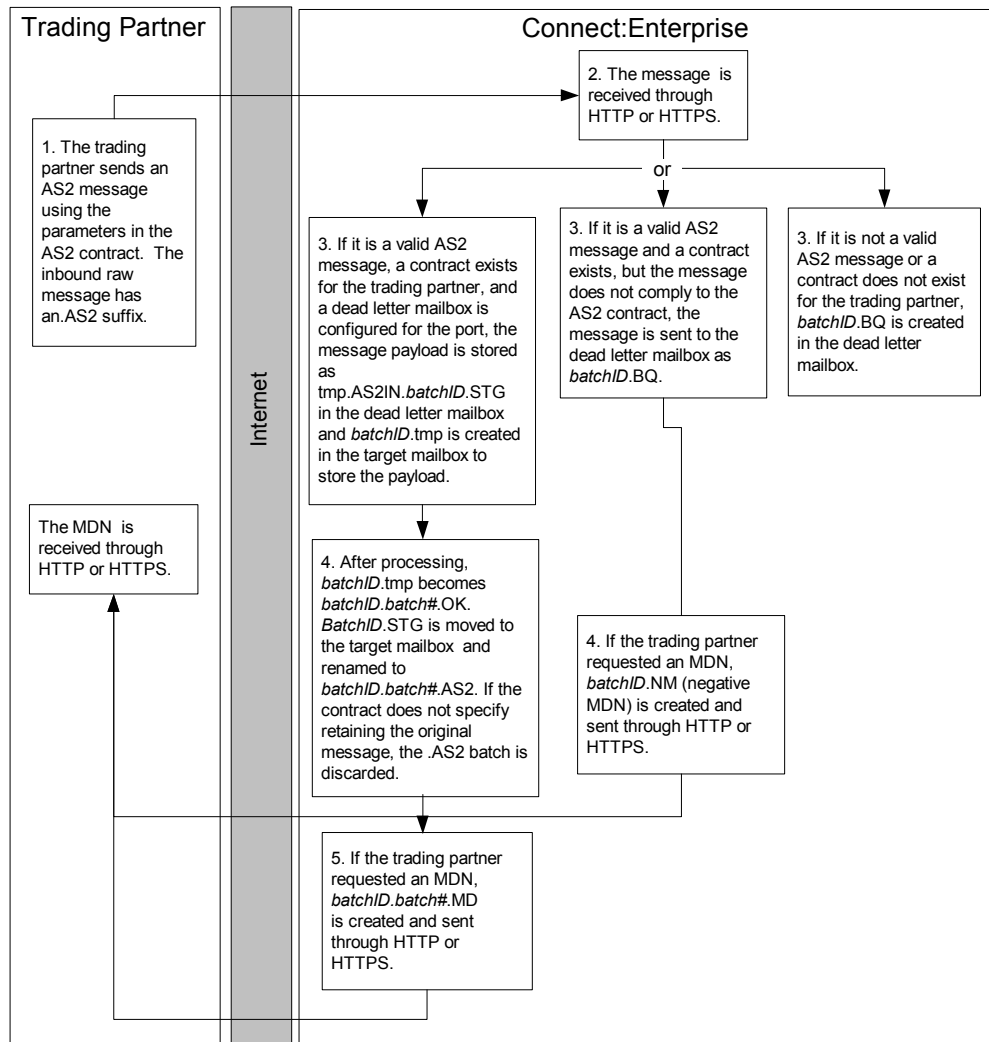 Trading Partner
Connect:Enterprise
Internet
2. The message is
received through
HTTP or HTTPS.
1. The trading
partner sends an
AS2 message
using the
parameters in the
AS2 contract. The
inbound raw
message has
an.AS2 suffix.
or
3. If it is a valid AS2
message, a contract exists
for the trading partner, and
a dead letter mailbox is
configured for the port, the
message payload is stored
as
tmp.AS2IN.batchID.STG
in the dead letter mailbox
and batchID.tmp is created
in the target mailbox to
store the payload.
3. If it is a valid AS2
message and a contract
exists, but the message
does not comply to the
AS2 contract, the
message is sent to the
dead letter mailbox as
batchID.BQ.
3. If it is not a valid
AS2 message or a
contract does not exist
for the trading partner,
batchID.BQ is created
in the dead letter
mailbox.
The MDN is
received through
HTTP or HTTPS.
4. After processing,
batchID.tmp becomes
batchID.batch#.OK.
BatchID.STG is moved to
the target mailbox and
renamed to
batchID.batch#.AS2. If the
contract does not specify
retaining the original
message, the .AS2 batch is
discarded.
4. If the trading partner
requested an MDN,
batchID.NM (negative
MDN) is created and
sent through HTTP or
HTTPS.
5. If the trading partner
requested an MDN,
batchID.batch#.MD
is created and sent
through HTTP or
HTTPS.